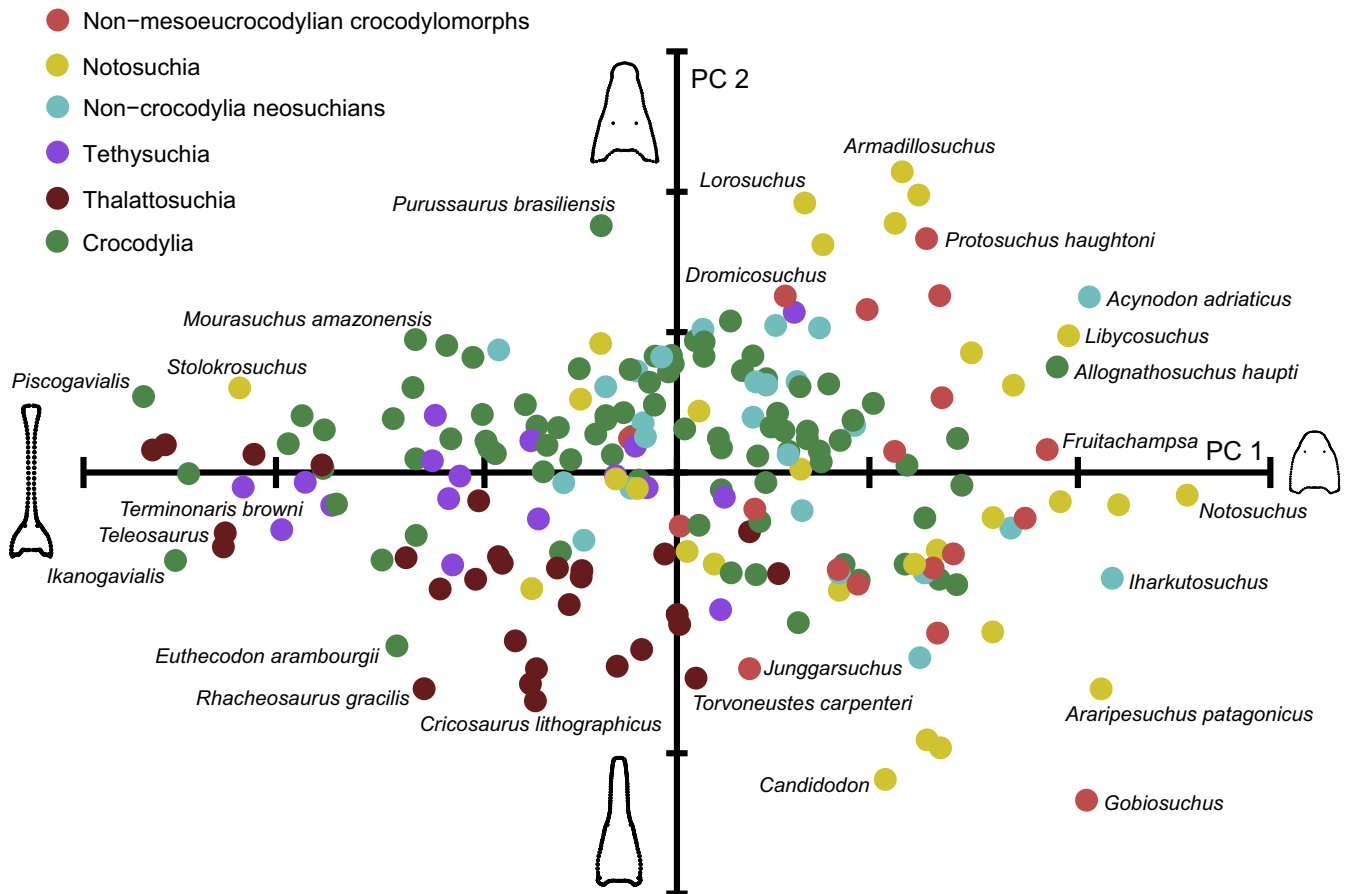 Non−mesoeucrocodylian crocodylomorphs
Notosuchia
Non−crocodylia neosuchians
Tethysuchia
Thalattosuchia
Crocodylia
PC 2
Armadillosuchus
Lorosuchus
Purussaurus brasiliensis
Protosuchus haughtoni
Dromicosuchus
Acynodon adriaticus
Mourasuchus amazonensis
Libycosuchus
Stolokrosuchus
Allognathosuchus haupti
Piscogavialis
Fruitachampsa
PC 1
Terminonaris browni
Notosuchus
Teleosaurus
Ikanogavialis
Iharkutosuchus
Euthecodon arambourgii
Junggarsuchus
Rhacheosaurus gracilis
Torvoneustes carpenteri
Araripesuchus patagonicus
Cricosaurus lithographicus
Candidodon
Gobiosuchus